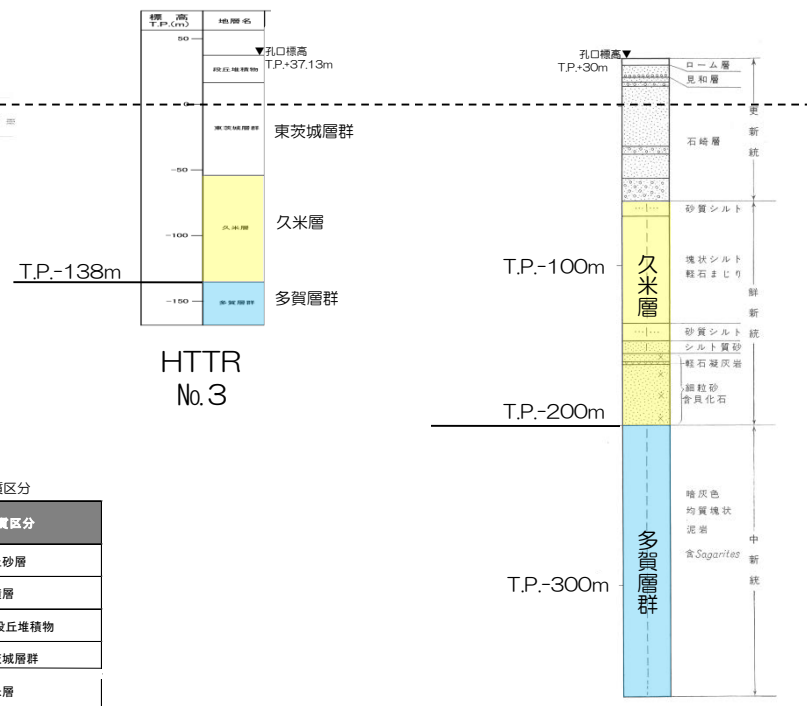 標 高
T.P.(m)
地層名
50
▼孔口標高
T.P.+37.13m
段丘堆積物
0
東茨城層群
東茨城層群
-50
久米層
久米層
-100
T.P.-138m
-150
多賀層群
多賀層群
HTTR
No.3
孔口標高▼
T.P.+30m
ローム層
見和層
更新統
石崎層
砂質シルト
T.P.-100m
久米層
塊状シルト
軽石まじり
鮮新統
砂質シルト
シルト質砂
軽石凝灰岩
細粒砂
含貝化石
T.P.-200m
暗灰色
均質塊状
泥岩
含Sagarites
中新統
T.P.-300m
多賀層群
質区分
質区分
砂層
層
段丘堆積物
城層群
層